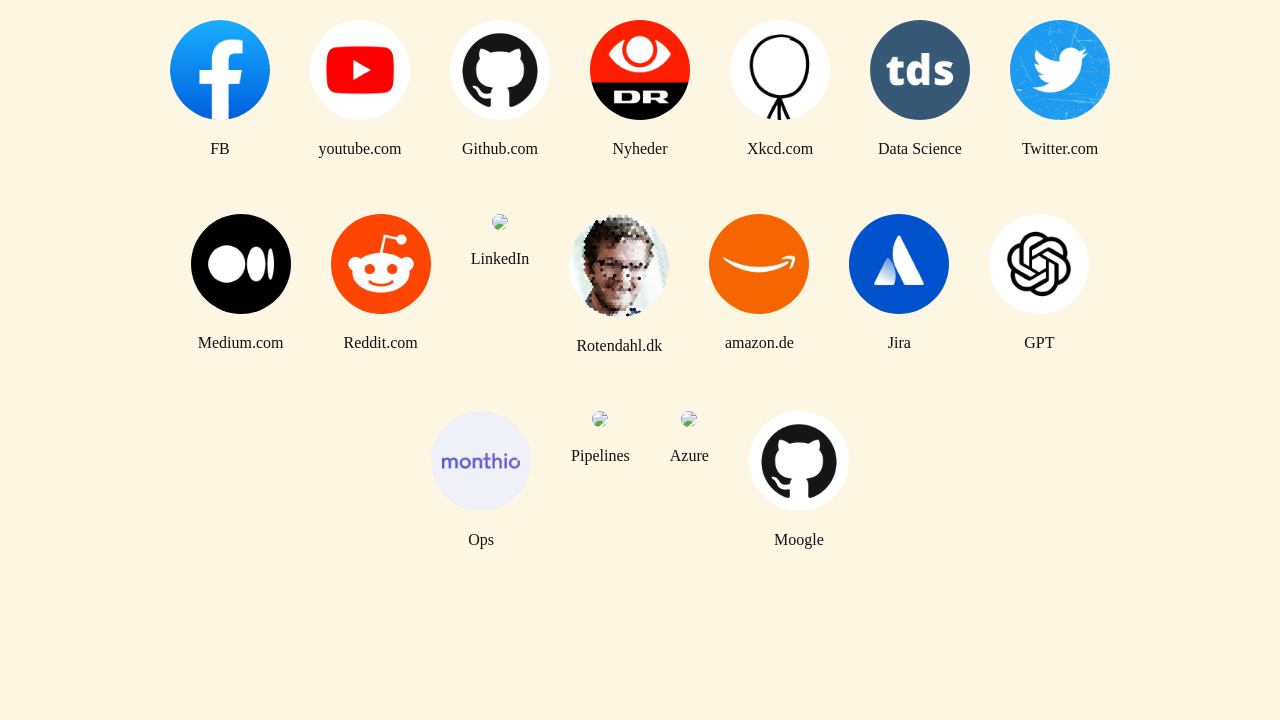 DR
tds
FB
youtube.com
Github.com
Nyheder
Xkcd.com
Data Science
Twitter.com
Medium.com
Reddit.com
LinkedIn
Rotendahl.dk
amazon.de
Jira
GPT
monthio
Ops
Pipelines
Azure
Moogle